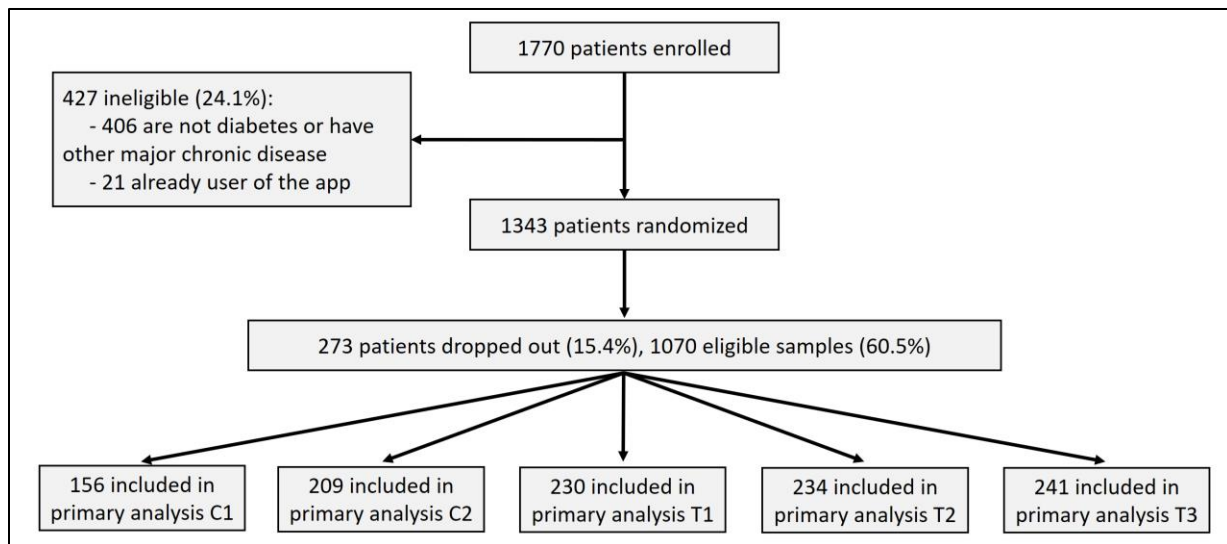 1770 patients enrolled
427 ineligible (24.1%):
- 406 are not diabetes or have
other major chronic disease
- 21 already user of the app
1343 patients randomized
273 patients dropped out (15.4%), 1070 eligible samples (60.5%)
156 included in
primary analysis C1
209 included in
primary analysis C2
230 included in
primary analysis T1
234 included in
primary analysis T2
241 included in
primary analysis T3